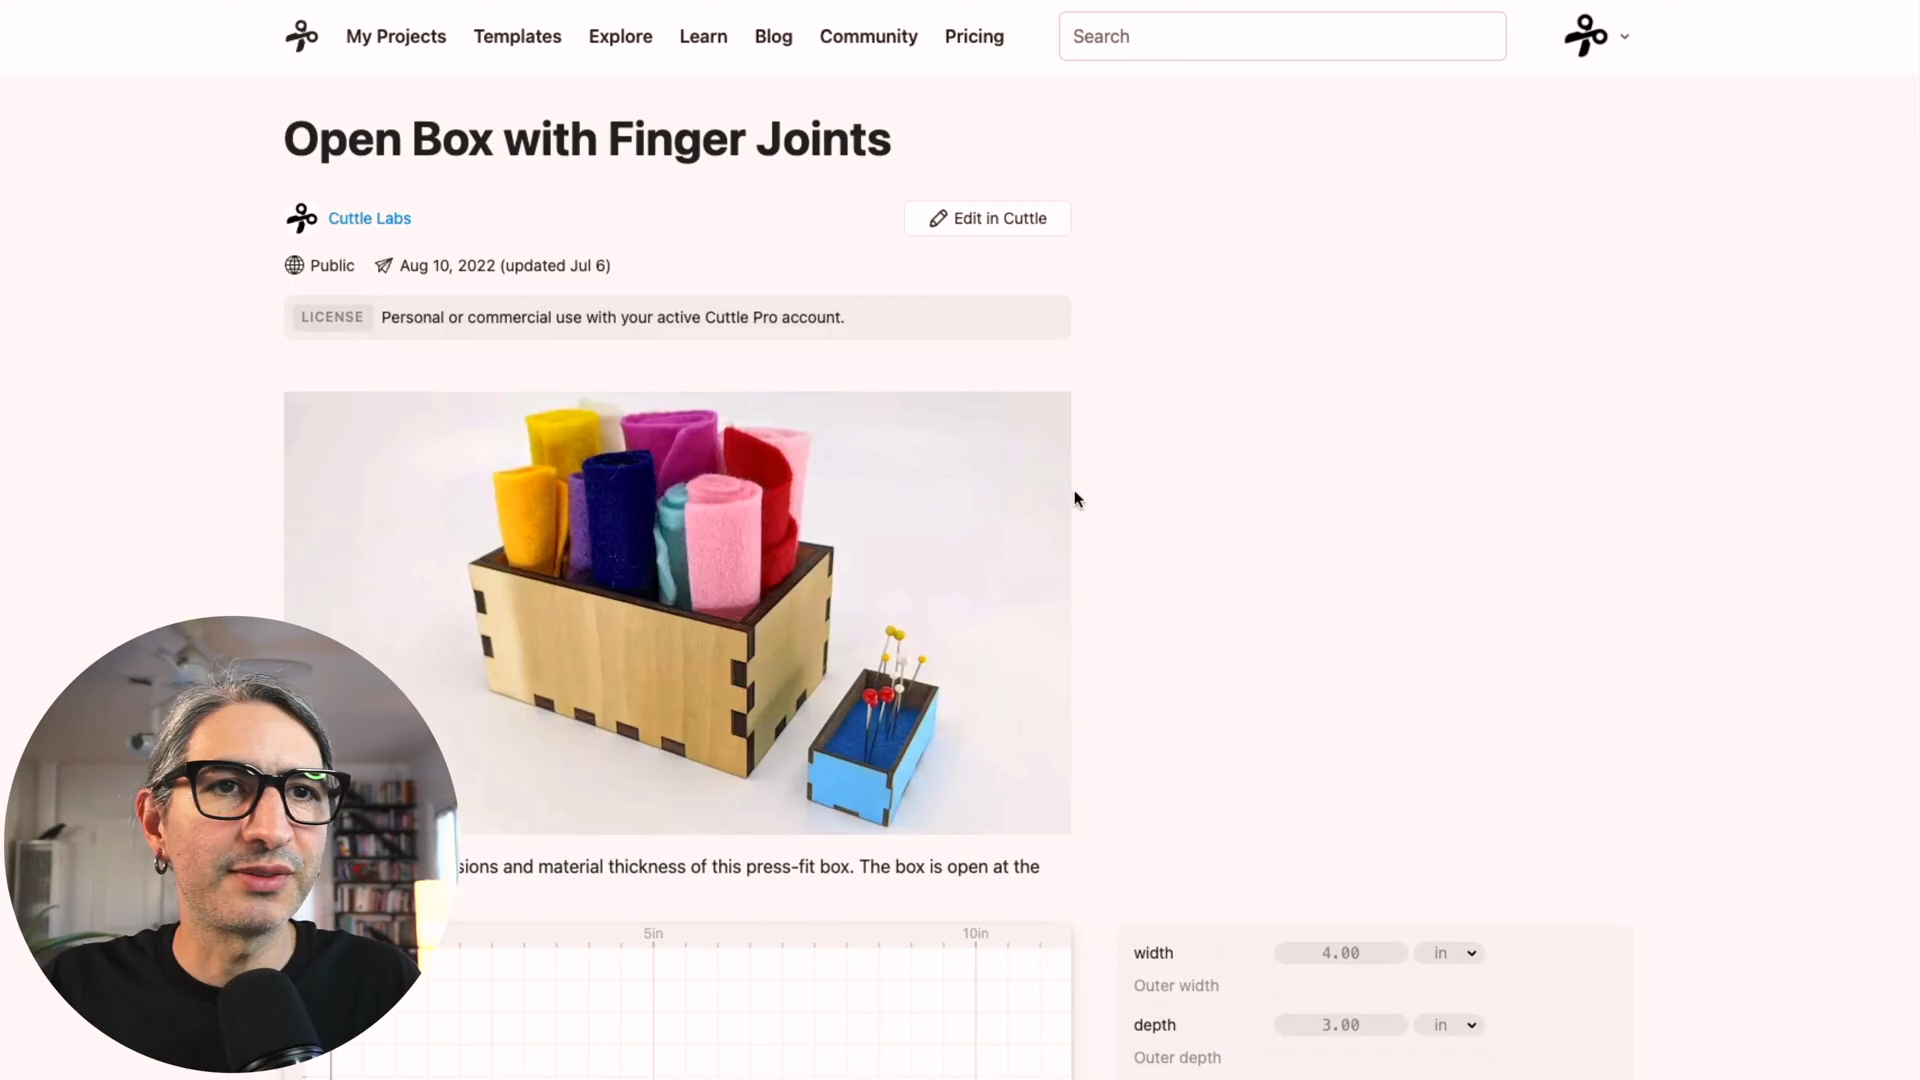 My Projects Templates Explore Learn Blog Community Pricing Search
Open Box with Finger Joints
Cuttle Labs Edit in Cuttle
Public Aug 10, 2022 (updated Jul 6)
LICENSE Personal or commercial use with your active Cuttle Pro account.
and material thickness of this press-fit box. The box is open at the
5in 10in
width 4.00 in
Outer width
depth 3.00 in
Outer depth